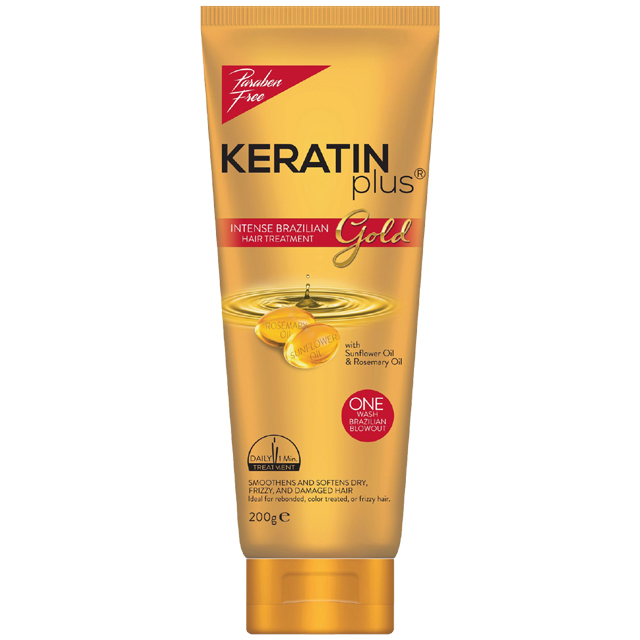 Paraben
Free
KERATIN
plus®
INTENSE BRAZILIAN
HAIR TREATMENT
Gold
ROSEMARY
OIL
SUNFLOWER
OIL
with
Sunflower Oil
& Rosemary Oil
ONE
WASH
BRAZILIAN
BLOWOUT
DAILY 1 Min.
TREATMENT
SMOOTHENS AND SOFTENS DRY,
FRIZZY, AND DAMAGED HAIR
Ideal for rebonded, color treated, or frizzy hair.
200g ℮